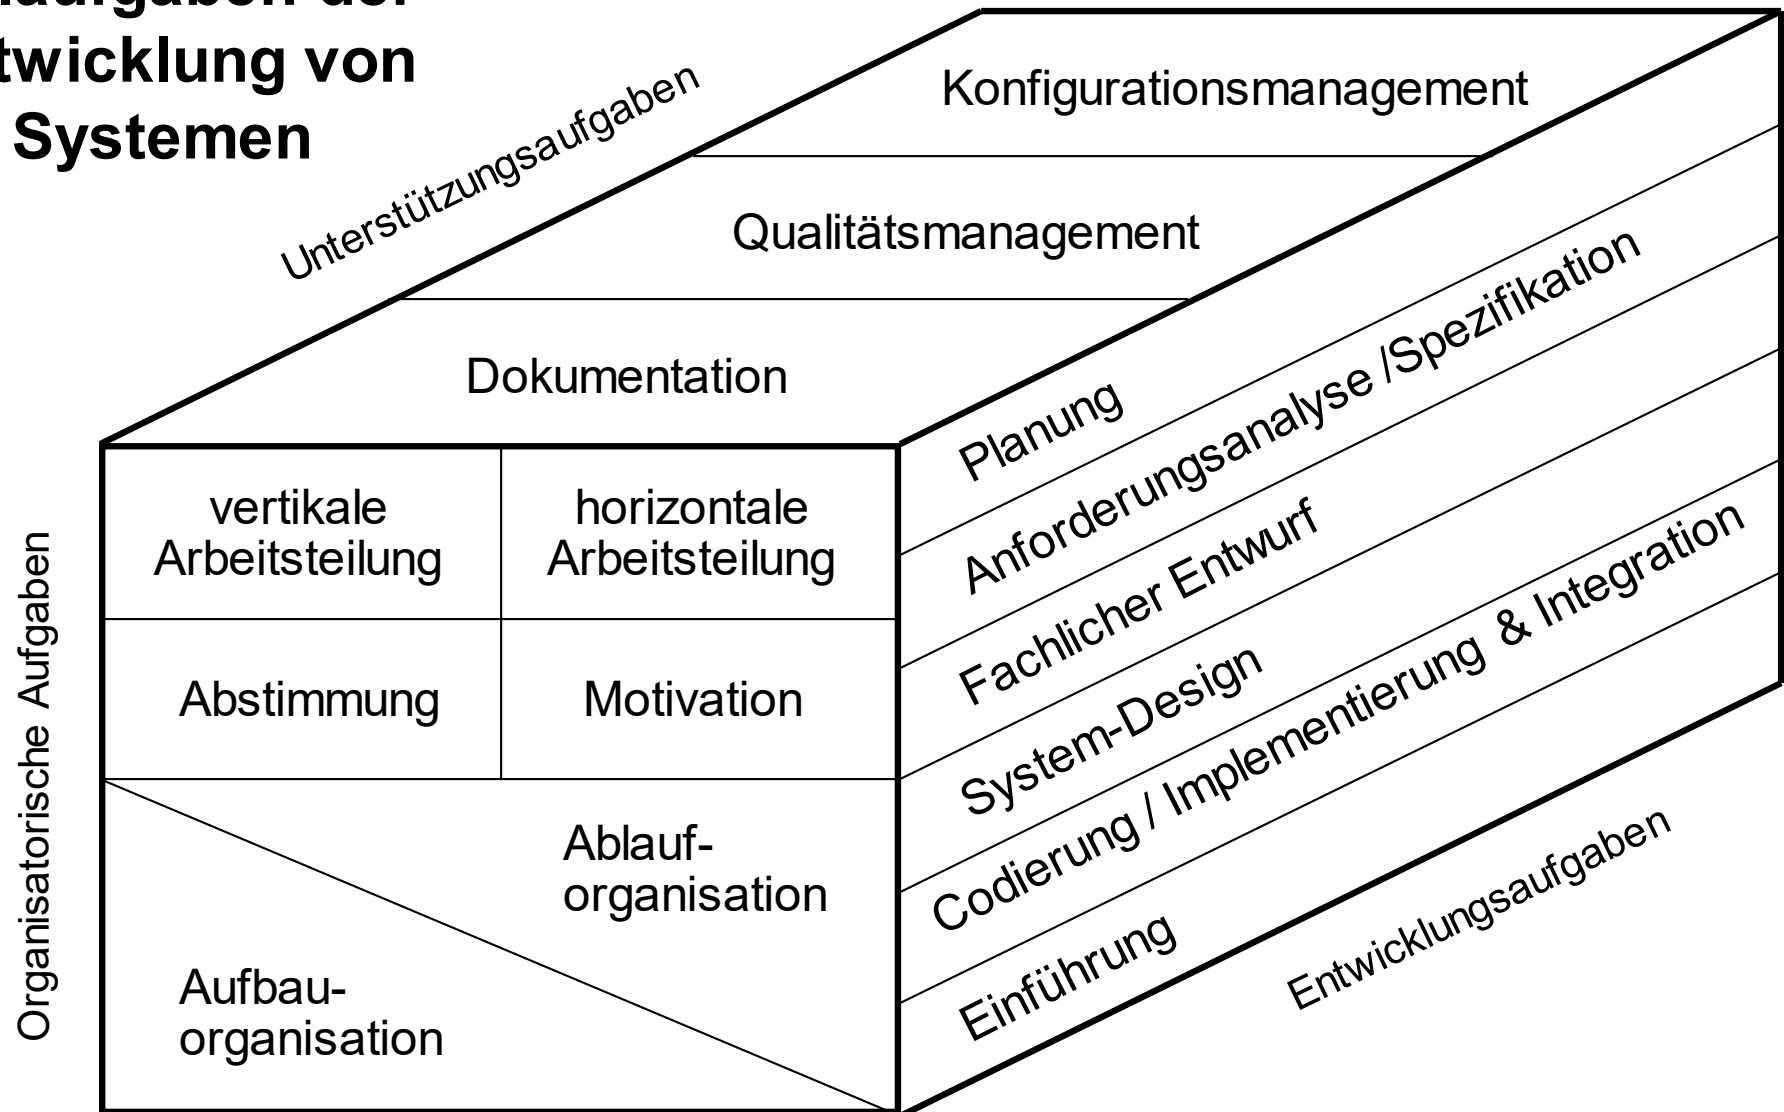 der
twicklung von
Systemen
Unterstützungsaufgaben
Konfigurationsmanagement
Qualitätsmanagement
Dokumentation
Organisatorische Aufgaben
vertikale
Arbeitsteilung
horizontale
Arbeitsteilung
Abstimmung
Motivation
Ablauf-
organisation
Aufbau-
organisation
Planung
Anforderungsanalyse /Spezifikation
Fachlicher Entwurf
System-Design
Codierung / Implementierung & Integration
Einführung
Entwicklungsaufgaben